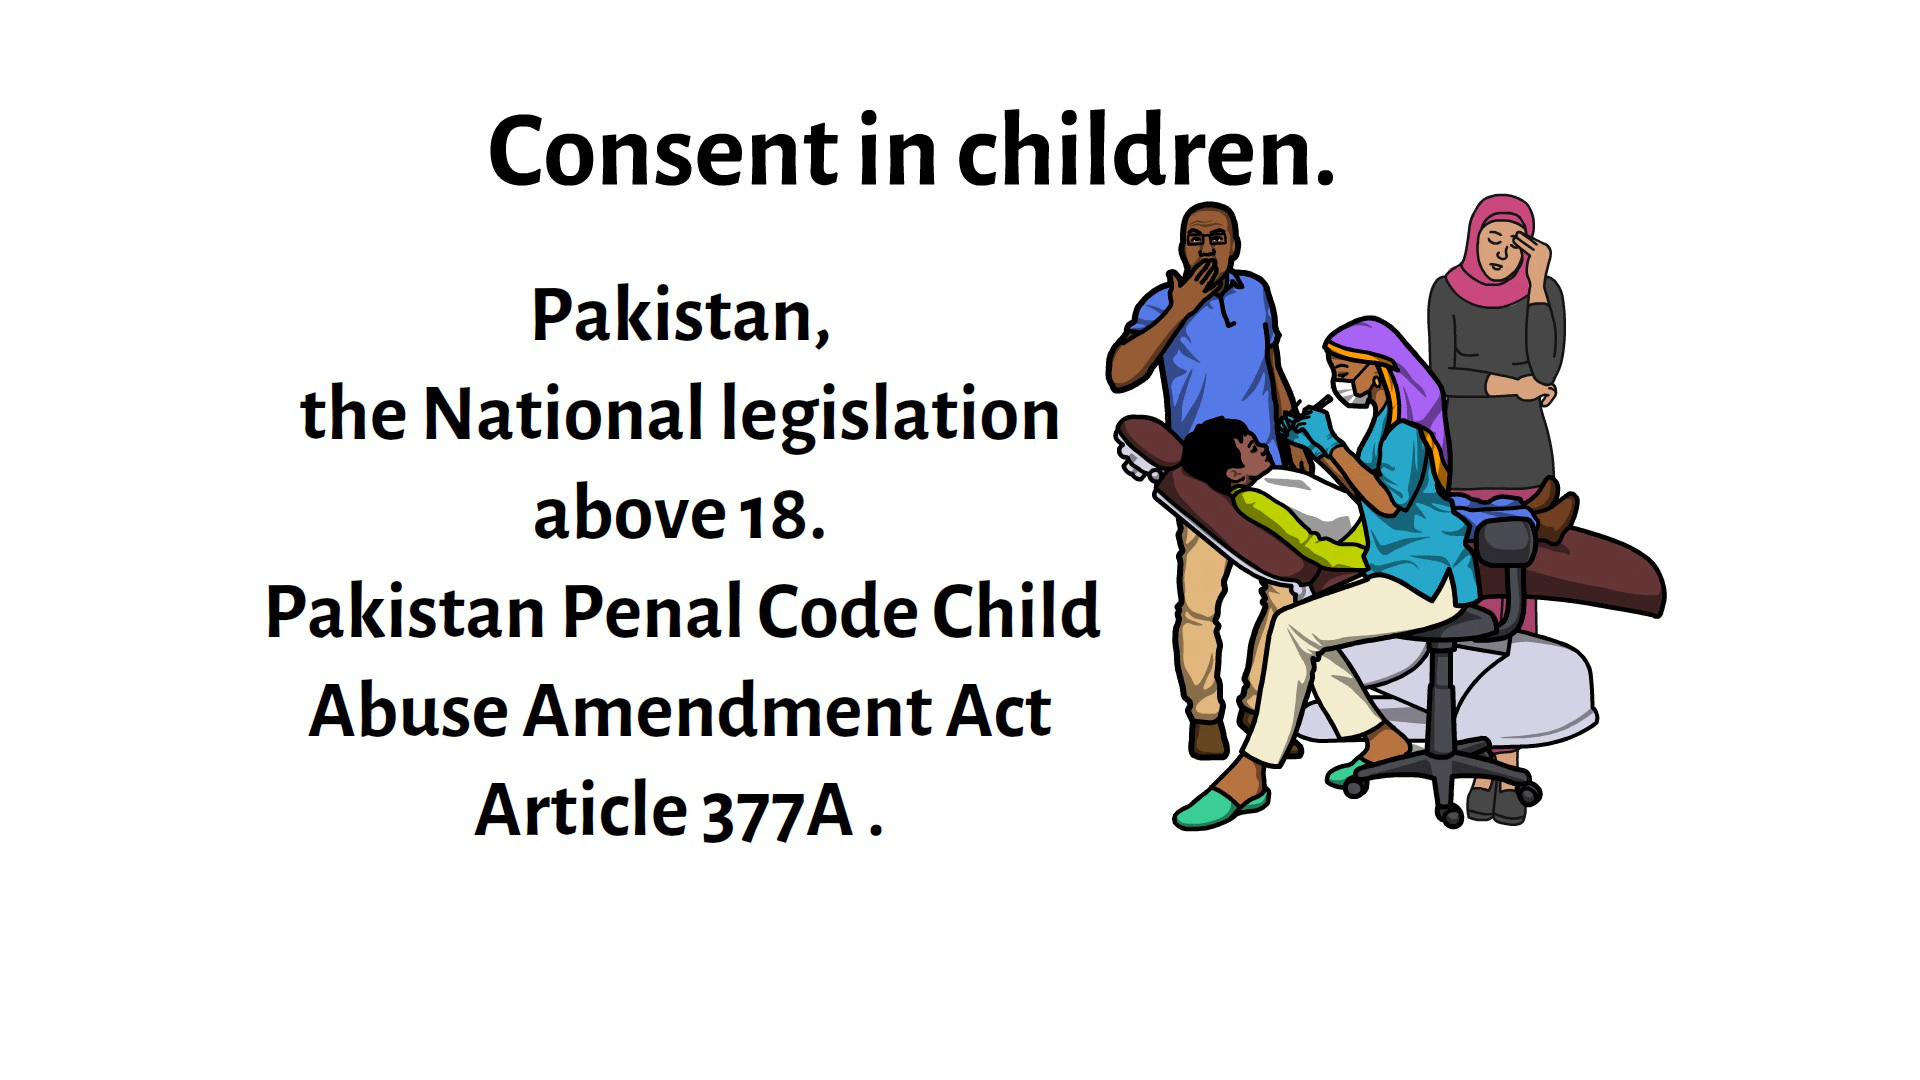 Consent in children.
Pakistan,
the National legislation
above 18.
Pakistan Penal Code Child
Abuse Amendment Act
Article 377A .